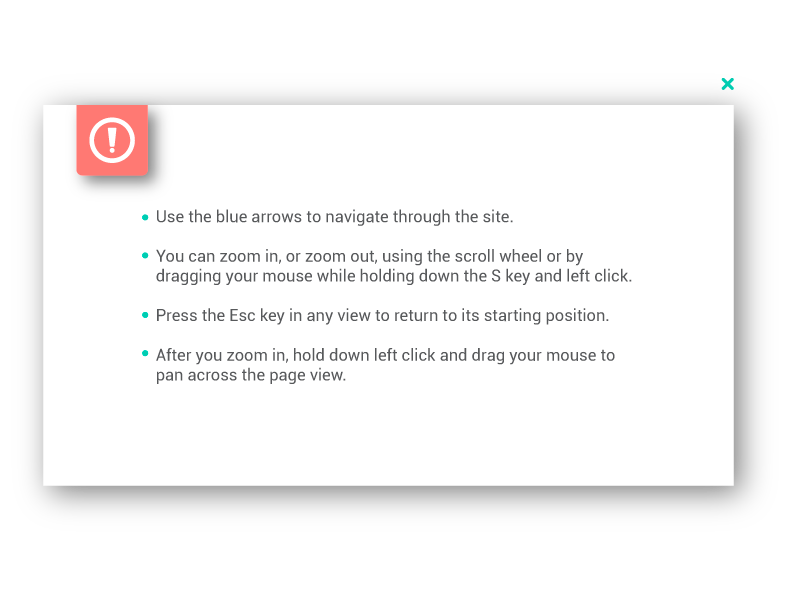 Use the blue arrows to navigate through the site.
You can zoom in, or zoom out, using the scroll wheel or by
dragging your mouse while holding down the S key and left click.
Press the Esc key in any view to return to its starting position.
After you zoom in, hold down left click and drag your mouse to
pan across the page view.